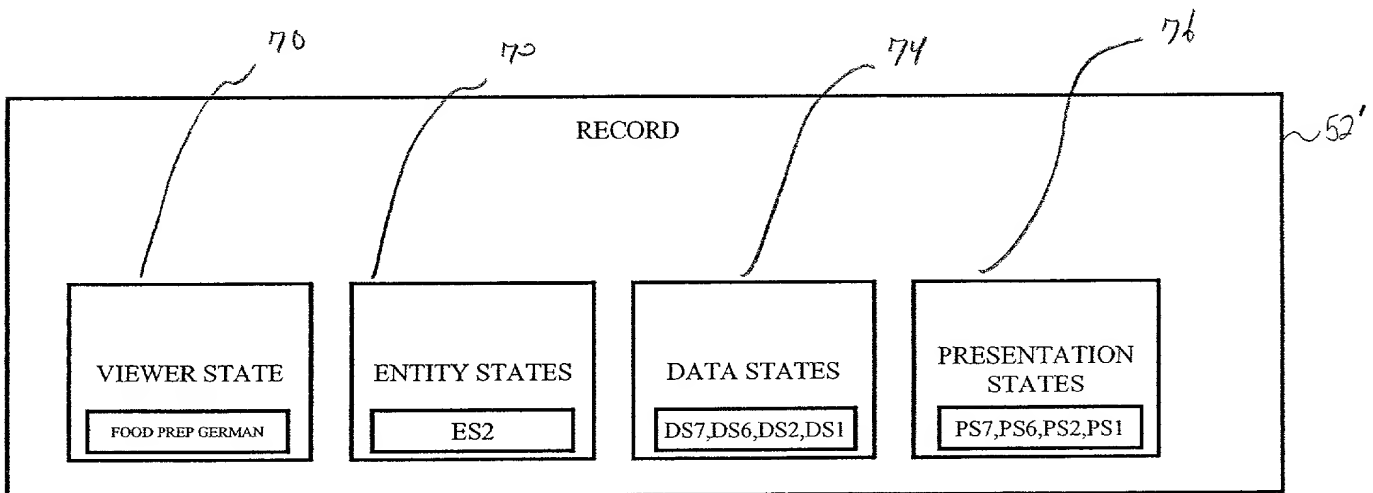 70 72 74 76
RECORD
52'
VIEWER STATE ENTITY STATES DATA STATES PRESENTATION STATES
FOOD PREP GERMAN ES2 DS7,DS6,DS2,DS1 PS7,PS6,PS2,PS1